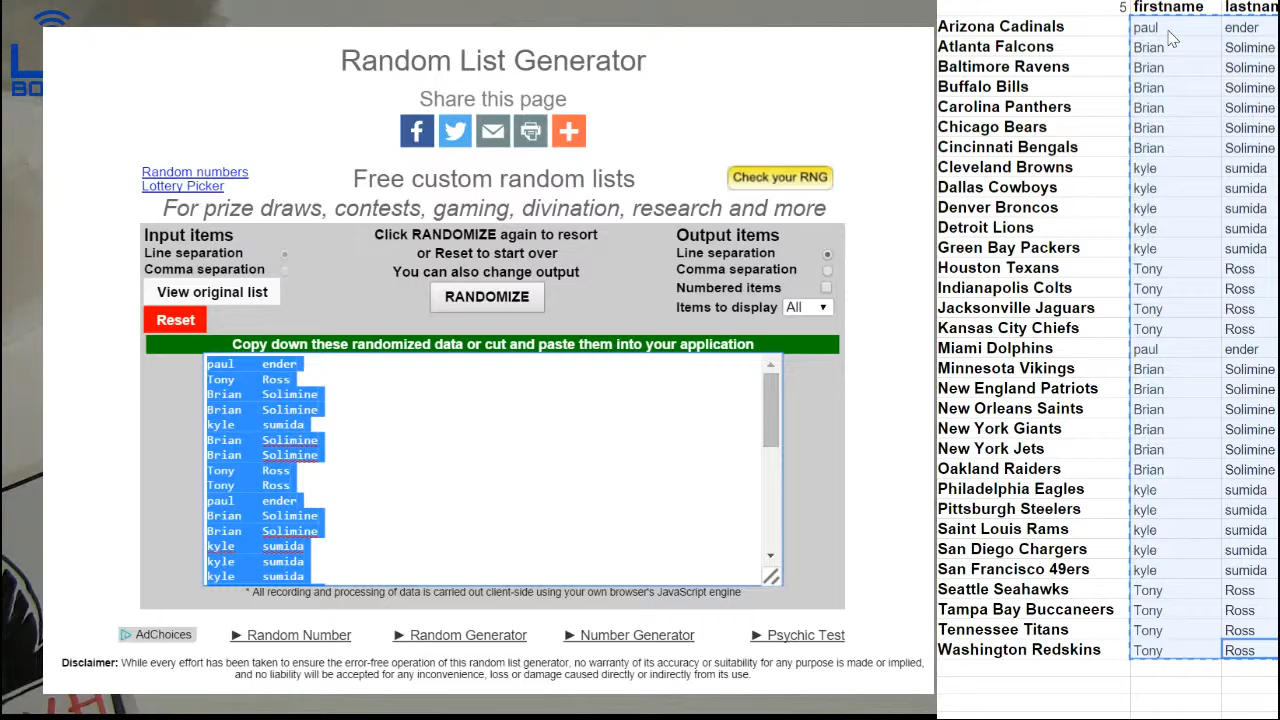 Random List Generator
Share this page
Random numbers
Lottery Picker
Free custom random lists
Check your RNG
For prize draws, contests, gaming, divination, research and more
Input items
Line separation
Comma separation
View original list
Reset
Click RANDOMIZE again to resort
or Reset to start over
You can also change output
RANDOMIZE
Output items
Line separation
Comma separation
Numbered items
Items to display All
Copy down these randomized data or cut and paste them into your application
paul ender
Tony Ross
Brian Solimine
Brian Solimine
kyle sumida
Brian Solimine
Brian Solimine
Tony Ross
Tony Ross
paul ender
Brian Solimine
Brian Solimine
kyle sumida
kyle sumida
kyle sumida
* All recording and processing of data is carried out client-side using your own browser's JavaScript engine
AdChoices
► Random Number
► Random Generator
► Number Generator
► Psychic Test
Disclaimer: While every effort has been taken to ensure the error-free operation of this random list generator, no warranty of its accuracy or suitability for any purpose is made or implied,
and no liability will be accepted for any inconvenience, loss or damage caused directly or indirectly from its use.
5 firstname lastnam
Arizona Cadinals paul ender
Atlanta Falcons Brian Solimine
Baltimore Ravens Brian Solimine
Buffalo Bills Brian Solimine
Carolina Panthers Brian Solimine
Chicago Bears Brian Solimine
Cincinnati Bengals Brian Solimine
Cleveland Browns kyle sumida
Dallas Cowboys kyle sumida
Denver Broncos kyle sumida
Detroit Lions kyle sumida
Green Bay Packers kyle sumida
Houston Texans Tony Ross
Indianapolis Colts Tony Ross
Jacksonville Jaguars Tony Ross
Kansas City Chiefs Tony Ross
Miami Dolphins paul ender
Minnesota Vikings Brian Solimine
New England Patriots Brian Solimine
New Orleans Saints Brian Solimine
New York Giants Brian Solimine
New York Jets Brian Solimine
Oakland Raiders Brian Solimine
Philadelphia Eagles kyle sumida
Pittsburgh Steelers kyle sumida
Saint Louis Rams kyle sumida
San Diego Chargers kyle sumida
San Francisco 49ers kyle sumida
Seattle Seahawks Tony Ross
Tampa Bay Buccaneers Tony Ross
Tennessee Titans Tony Ross
Washington Redskins Tony Ross